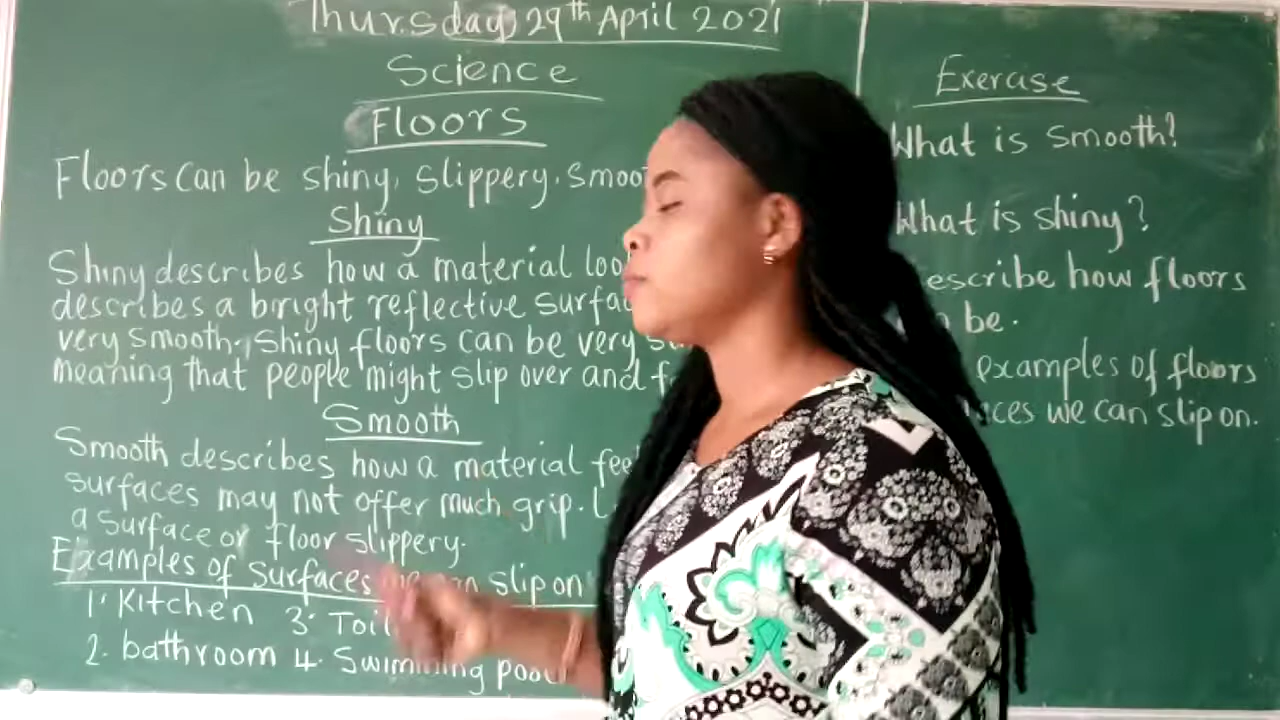 Thursday 29th April 2021
Science
Floors
Floors can be shiny, slippery. smoo
Shiny
Shiny describes how a material loo
describes a bright reflective surfa
very smooth. Shiny floors can be very
meaning that people might slip over and f
Smooth
Smooth describes how a material fee
surfaces may not offer much grip. L
a surface or floor slippery.
Examples of surfaces we can slip on
1. Kitchen 3. Toil
2. bathroom 4. Swimming pool
Exercise
What is smooth?
What is shiny?
escribe how floors
be.
examples of floors
ces we can slip on.